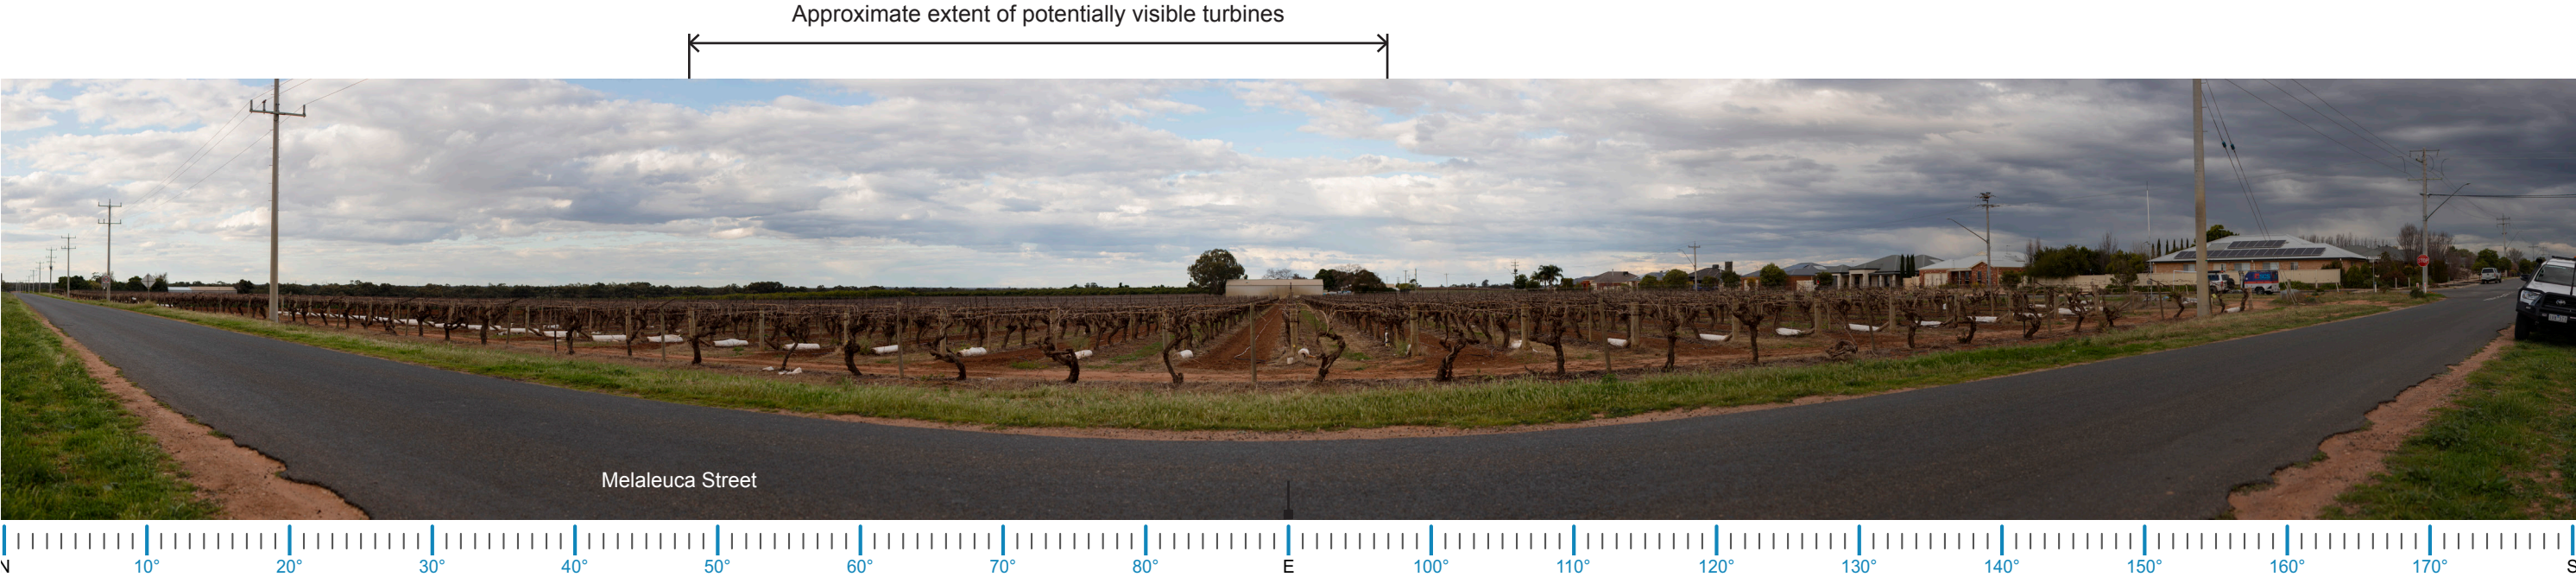 Approximate extent of potentially visible turbines
Melaleuca Street
N 10° 20° 30° 40° 50° 60° 70° 80° E 100° 110° 120° 130° 140° 150° 160° 170° S